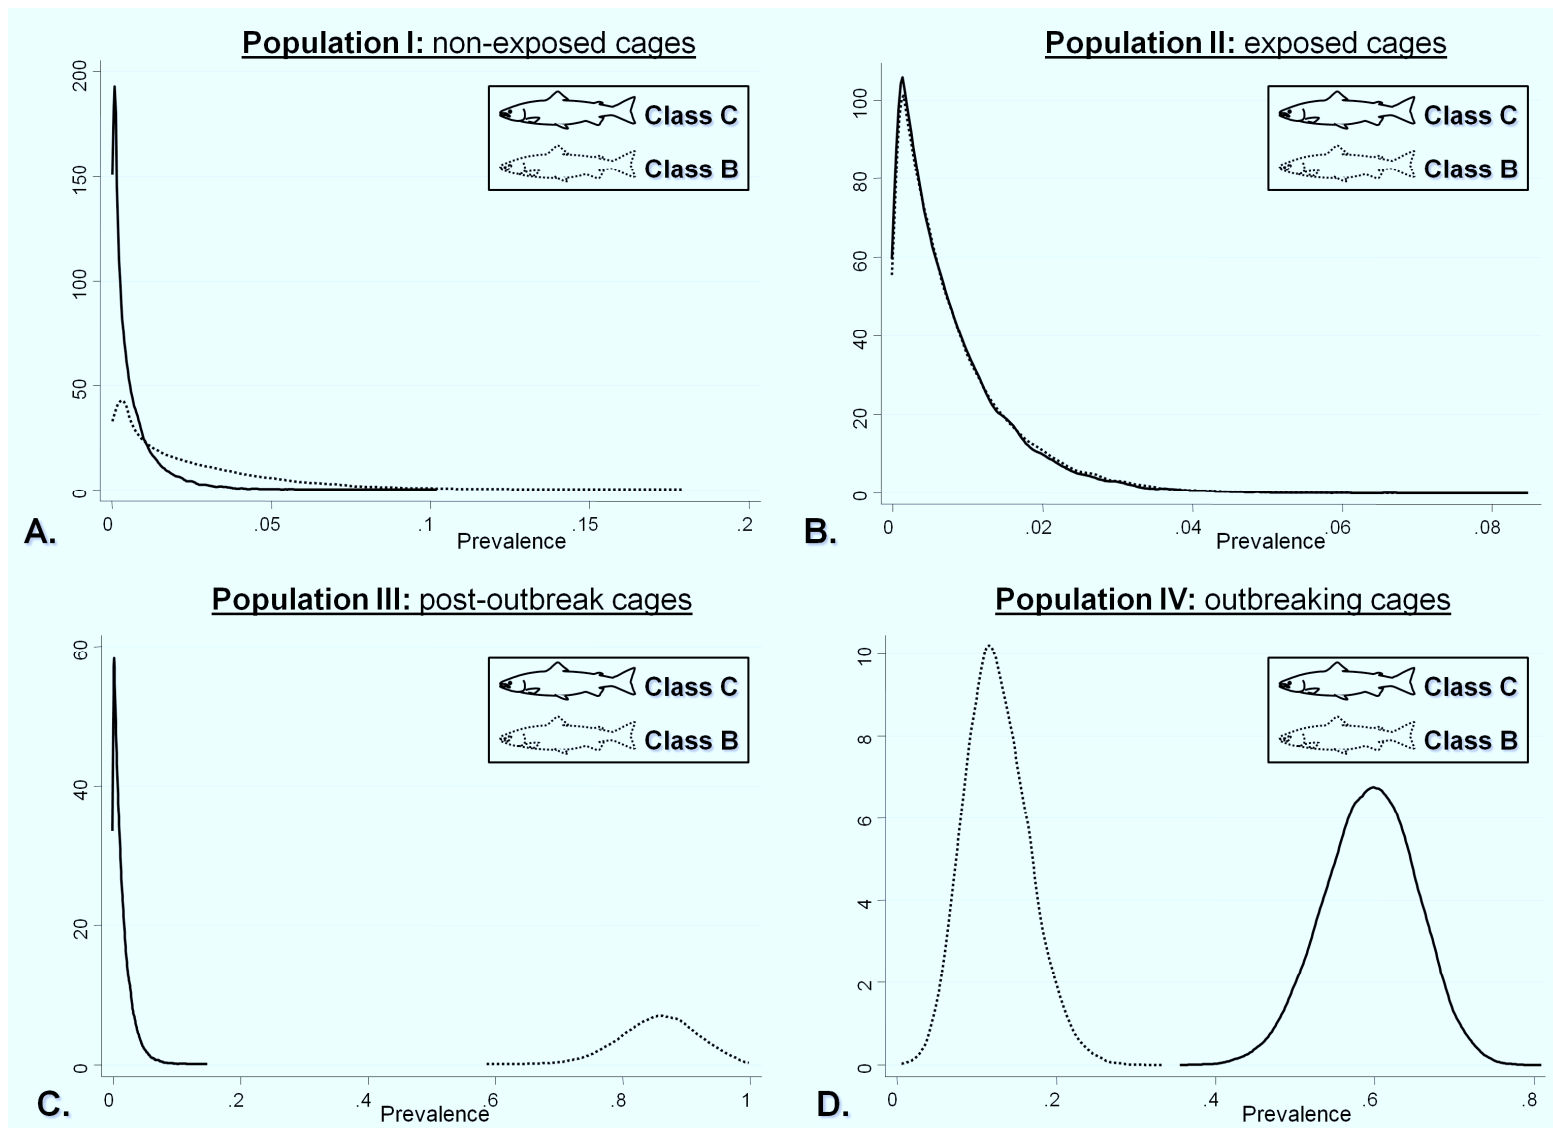 Population I: non-exposed cages
200
150
100
50
0
Class C
Class B
0 .05 .1 .15 .2
Prevalence
A.
Population II: exposed cages
100
80
60
40
20
0
Class C
Class B
0 .02 .04 .06 .08
Prevalence
B.
Population III: post-outbreak cages
60
40
20
0
Class C
Class B
0 .2 .4 .6 .8 1
Prevalence
C.
Population IV: outbreaking cages
10
8
6
4
2
0
Class C
Class B
0 .2 .4 .6 .8
Prevalence
D.